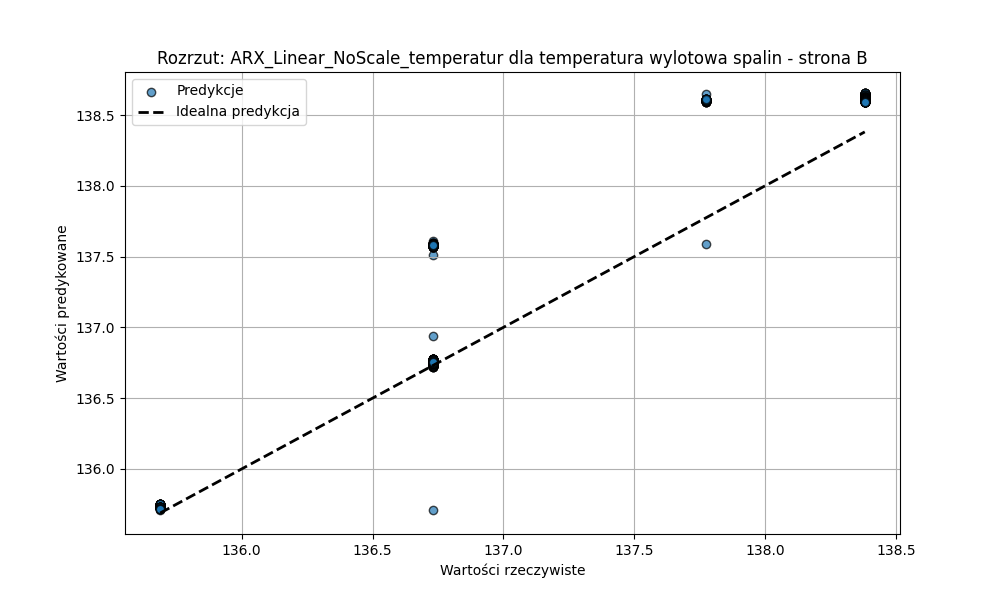 Rozrzut: ARX_Linear_NoScale_temperatur dla temperatura wylotowa spalin - strona B
Predykcje
Idealna predykcja
Wartości predykowane
138.5
138.0
137.5
137.0
136.5
136.0
136.0 136.5 137.0 137.5 138.0 138.5
Wartości rzeczywiste